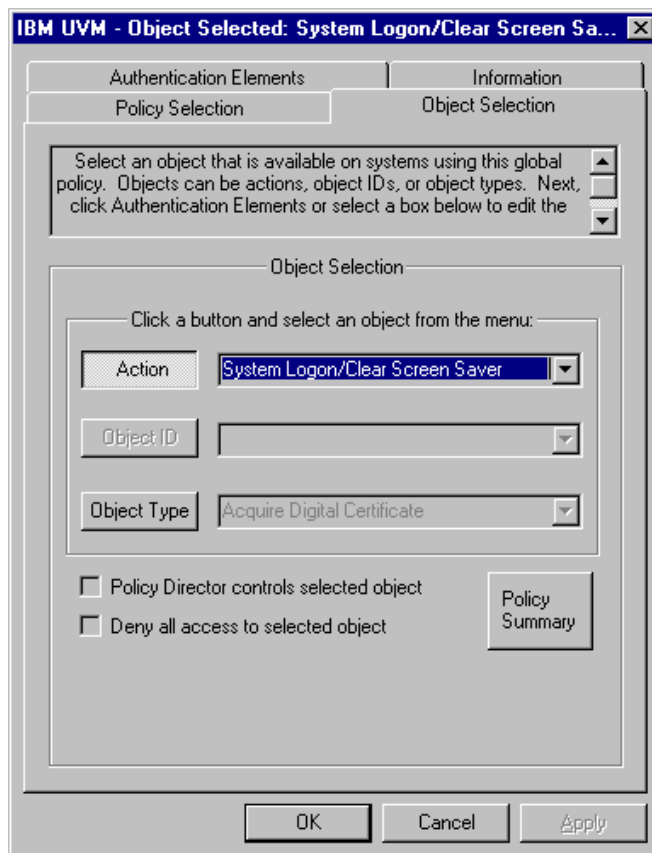 IBM UVM - Object Selected: System Logon/Clear Screen Sa...
Authentication Elements
Information
Policy Selection
Object Selection
Select an object that is available on systems using this global
policy. Objects can be actions, object IDs, or object types. Next,
click Authentication Elements or select a box below to edit the
Object Selection
Click a button and select an object from the menu:
Action
System Logon/Clear Screen Saver
Object ID
Object Type
Acquire Digital Certificate
Policy Director controls selected object
Deny all access to selected object
Policy
Summary
OK
Cancel
Apply